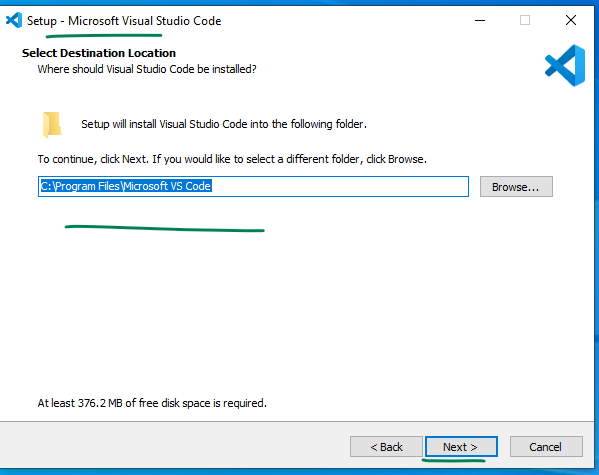 Setup - Microsoft Visual Studio Code
Select Destination Location
Where should Visual Studio Code be installed?
Setup will install Visual Studio Code into the following folder.
To continue, click Next. If you would like to select a different folder, click Browse.
C:\Program Files\Microsoft VS Code
Browse...
At least 376.2 MB of free disk space is required.
< Back
Next >
Cancel